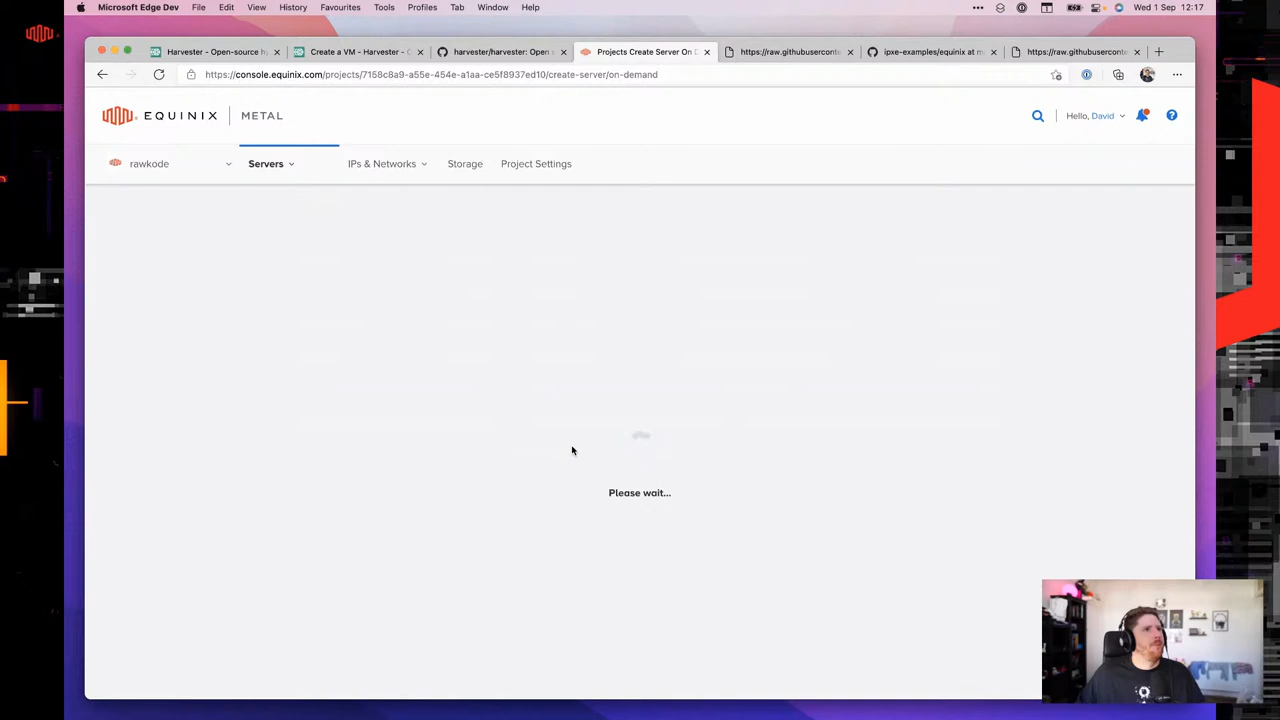 Microsoft Edge Dev File Edit View History Favourites Tools Profiles Tab Window Help Wed 1 Sep 12:17
Harvester - Open-source hy
Create a VM - Harvester - C
harvester/harvester: Open s
Projects Create Server On D
https://raw.githubusercont
ipxe-examples/equinix at m
https://raw.githubusercont
https://console.equinix.com/projects/7158c8a9-a55e-454e-a1aa-ce5f8937ed10/create-server/on-demand
EQUINIX METAL
Hello, David
rawkode Servers IPs & Networks Storage Project Settings
Please wait...